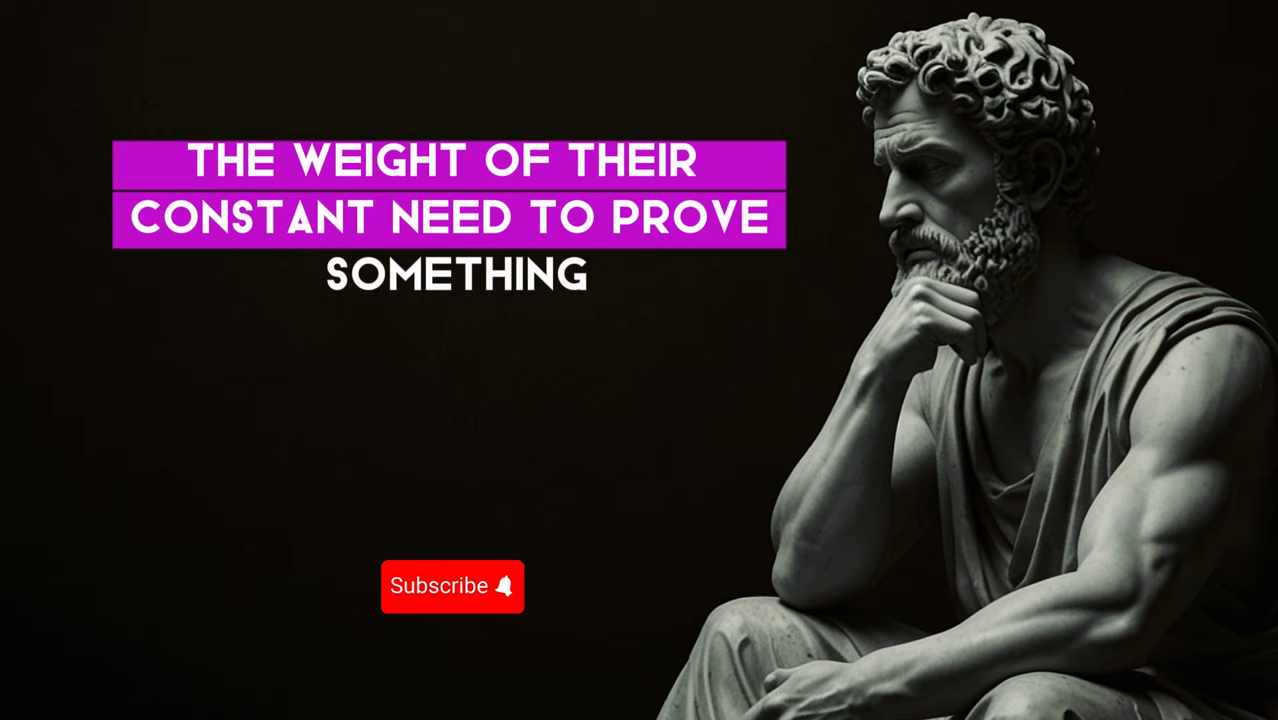 THE WEIGHT OF THEIR
CONSTANT NEED TO PROVE
SOMETHING
Subscribe